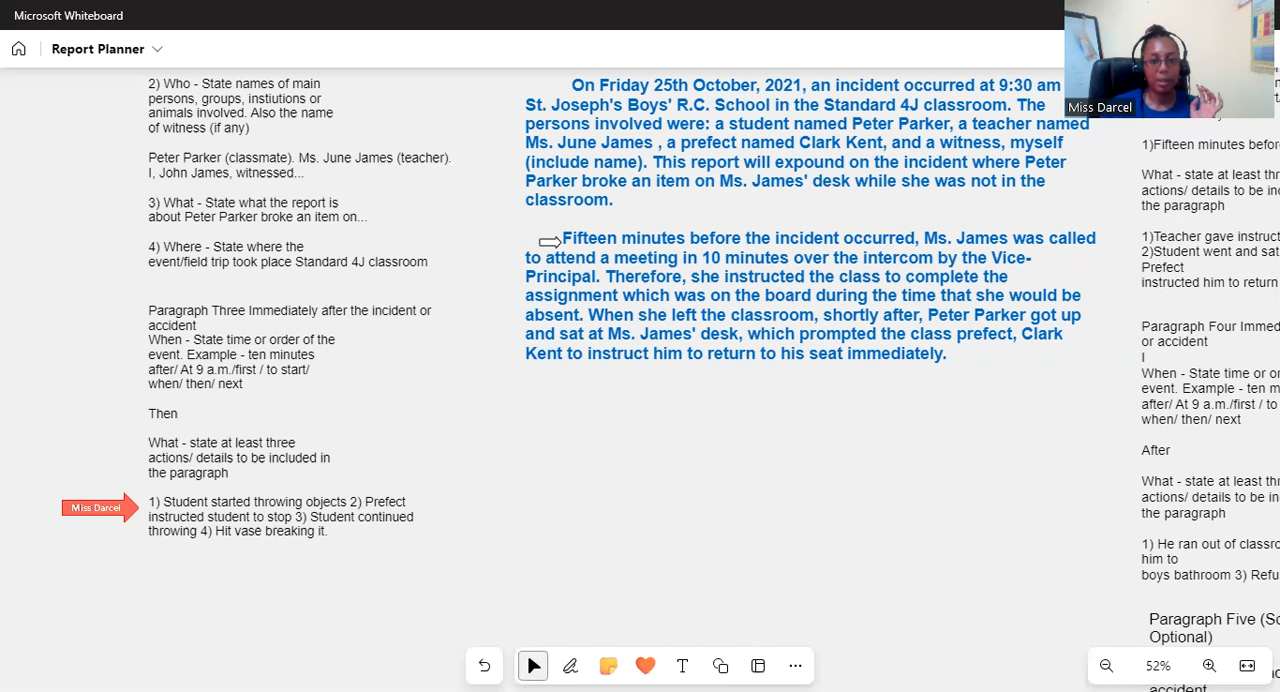 Microsoft Whiteboard
Report Planner
Miss Darcel
2) Who - State names of main
persons, groups, instiutions or
animals involved. Also the name
of witness (if any)
Peter Parker (classmate). Ms. June James (teacher).
I, John James, witnessed...
3) What - State what the report is
about Peter Parker broke an item on...
4) Where - State where the
event/field trip took place Standard 4J classroom
Paragraph Three Immediately after the incident or
accident
When - State time or order of the
event. Example - ten minutes
after/ At 9 a.m./first / to start/
when/ then/ next
Then
What - state at least three
actions/ details to be included in
the paragraph
Miss Darcel
1) Student started throwing objects 2) Prefect
instructed student to stop 3) Student continued
throwing 4) Hit vase breaking it.
On Friday 25th October, 2021, an incident occurred at 9:30 am
St. Joseph's Boys' R.C. School in the Standard 4J classroom. The
persons involved were: a student named Peter Parker, a teacher named
Ms. June James , a prefect named Clark Kent, and a witness, myself
(include name). This report will expound on the incident where Peter
Parker broke an item on Ms. James' desk while she was not in the
classroom.
Fifteen minutes before the incident occurred, Ms. James was called
to attend a meeting in 10 minutes over the intercom by the Vice-
Principal. Therefore, she instructed the class to complete the
assignment which was on the board during the time that she would be
absent. When she left the classroom, shortly after, Peter Parker got up
and sat at Ms. James' desk, which prompted the class prefect, Clark
Kent to instruct him to return to his seat immediately.
1)Fifteen minutes before
What - state at least
actions/ details to be
the paragraph
1)Teacher gave
2)Student went and sat
Prefect
instructed him to return
Paragraph Four
or accident
I
When - State time or
event. Example - ten
after/ At 9 a.m./first / to
when/ then/ next
After
What - state at least
actions/ details to be
the paragraph
1) He ran out of
him to
boys bathroom 3)
Paragraph Five
Optional)
accident
52%